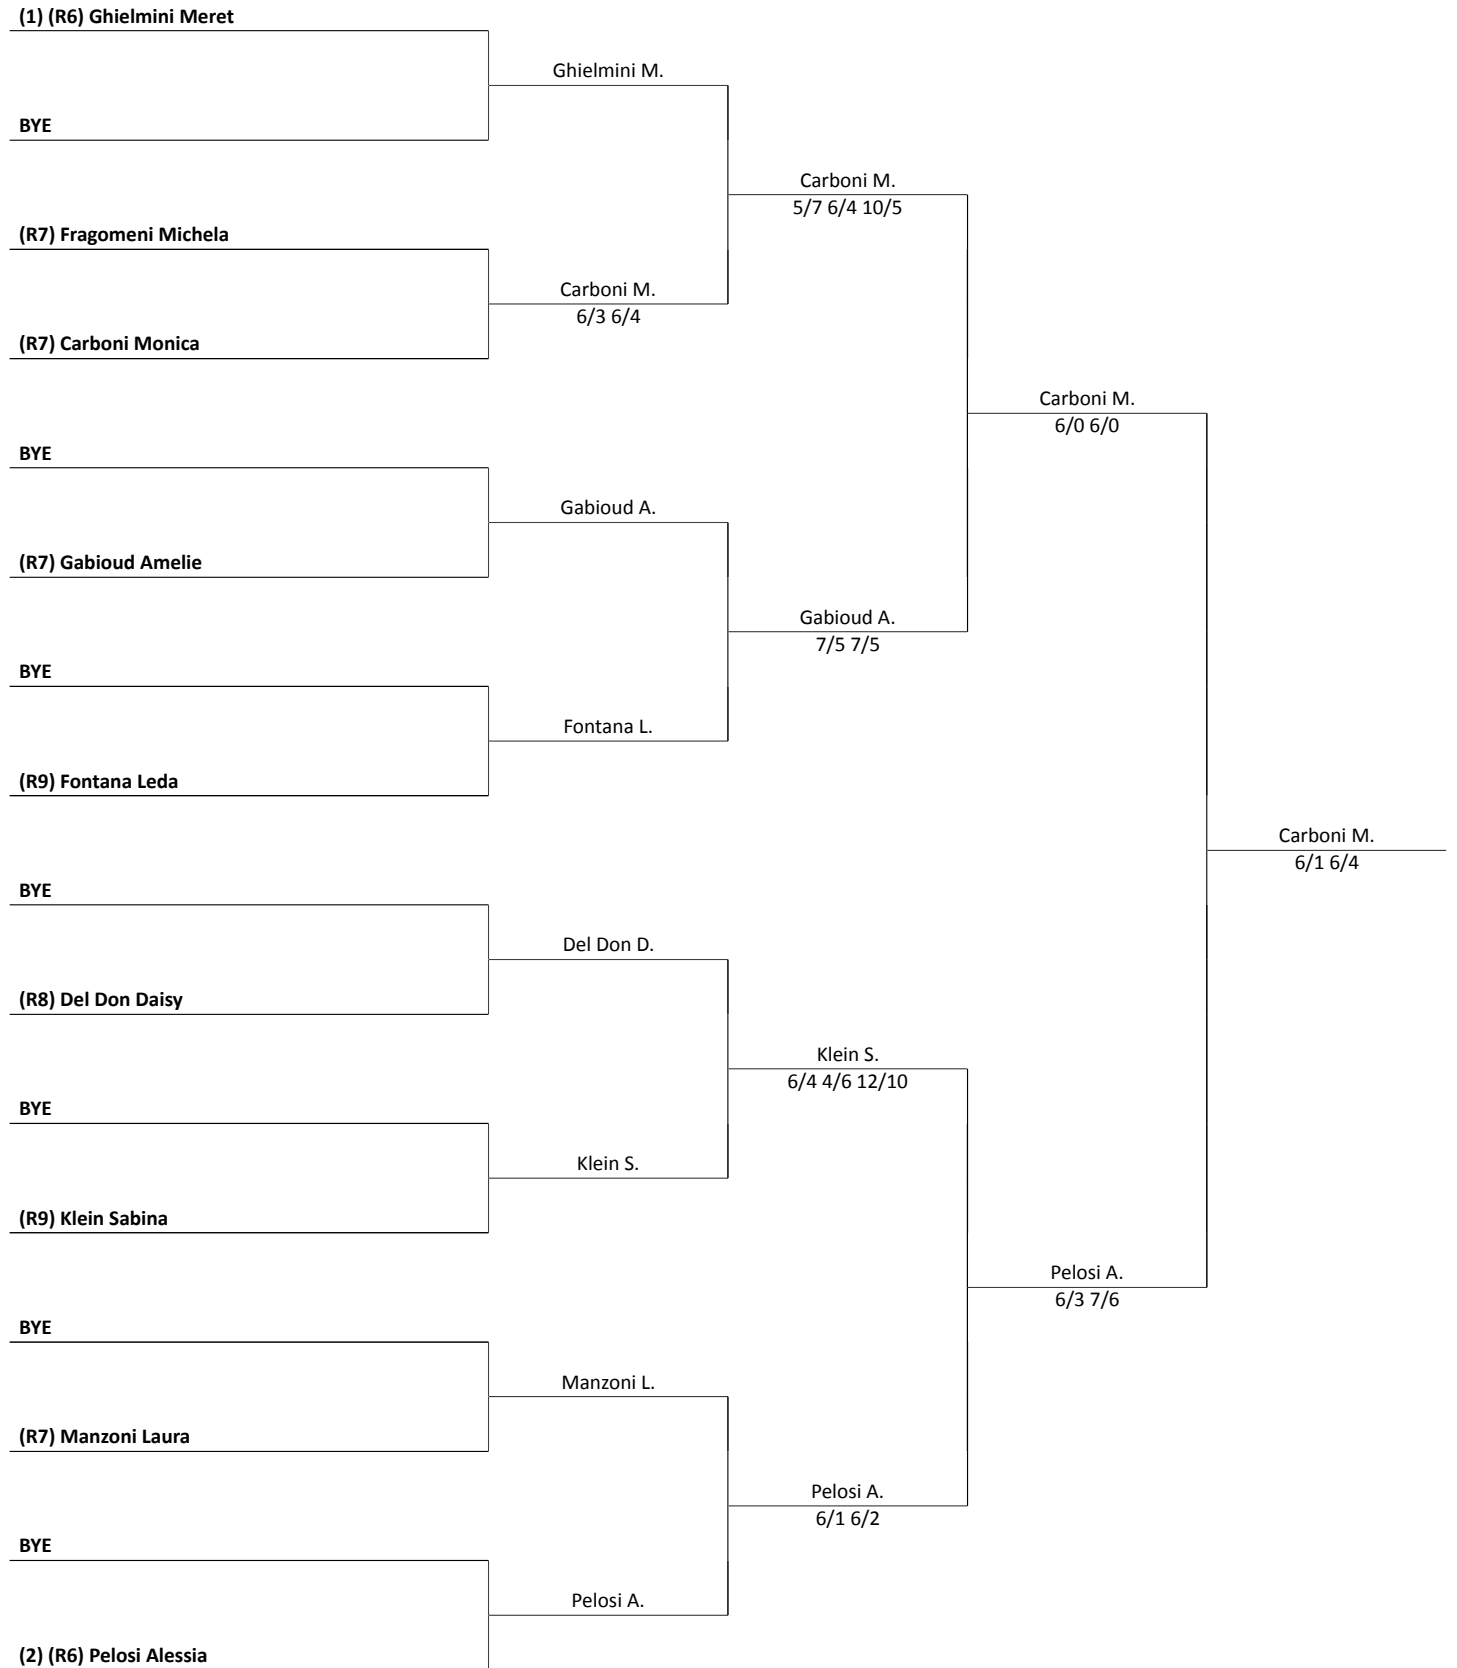 (1) (R6) Ghielmini Meret
Ghielmini M.
BYE
Carboni M.
5/7 6/4 10/5
(R7) Fragomeni Michela
Carboni M.
6/3 6/4
(R7) Carboni Monica
Carboni M.
6/0 6/0
BYE
Gabioud A.
(R7) Gabioud Amelie
Gabioud A.
7/5 7/5
BYE
Fontana L.
(R9) Fontana Leda
Carboni M.
6/1 6/4
BYE
Del Don D.
(R8) Del Don Daisy
Klein S.
6/4 4/6 12/10
BYE
Klein S.
(R9) Klein Sabina
Pelosi A.
6/3 7/6
BYE
Manzoni L.
(R7) Manzoni Laura
Pelosi A.
6/1 6/2
BYE
Pelosi A.
(2) (R6) Pelosi Alessia